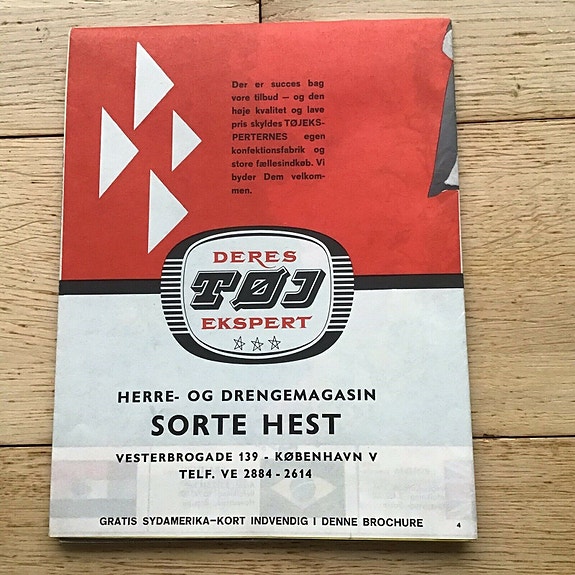 Der er succes bag
vore tilbud — og den
høje kvalitet og lave
pris skyldes TØJEKS-
PERTERNES egen
konfektionsfabrik og
store fællesindkøb. Vi
byder Dem velkom-
men.
DERES
TØJ
EKSPERT
HERRE- OG DRENGEMAGASIN
SORTE HEST
VESTERBROGADE 139 - KØBENHAVN V
TELF. VE 2884 - 2614
GRATIS SYDAMERIKA-KORT INDVENDIG I DENNE BROCHURE 4